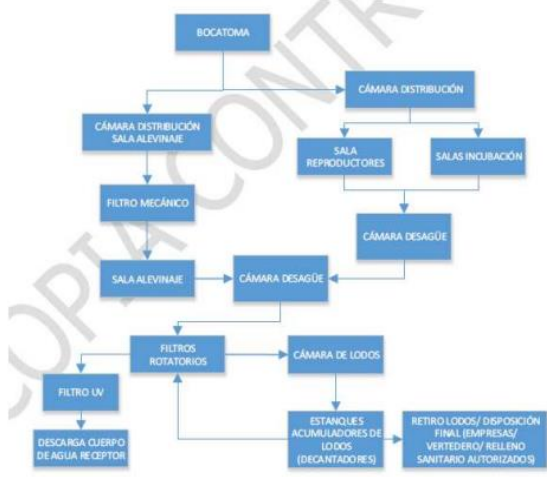 BOCATOMA
CÁMARA DISTRIBUCIÓN
CÁMARA DISTRIBUCIÓN
SALA ALEVINAJE
SALA
REPRODUCTORES
SALAS INCUBACIÓN
FILTRO MECÁNICO
CÁMARA DESAGÜE
SALA ALEVINAJE
CÁMARA DESAGÜE
FILTROS
ROTATORIOS
CÁMARA DE LODOS
FILTRO UV
DESCARGA CUERPO
DE AGUA RECEPTOR
ESTANQUES
ACUMULADORES DE
LODOS
(DECANTADORES)
RETIRO LODOS/ DISPOSICIÓN
FINAL (EMPRESAS/
VERTEDERO/ RELLENO
SANITARIO AUTORIZADOS)
COPIA CONTR